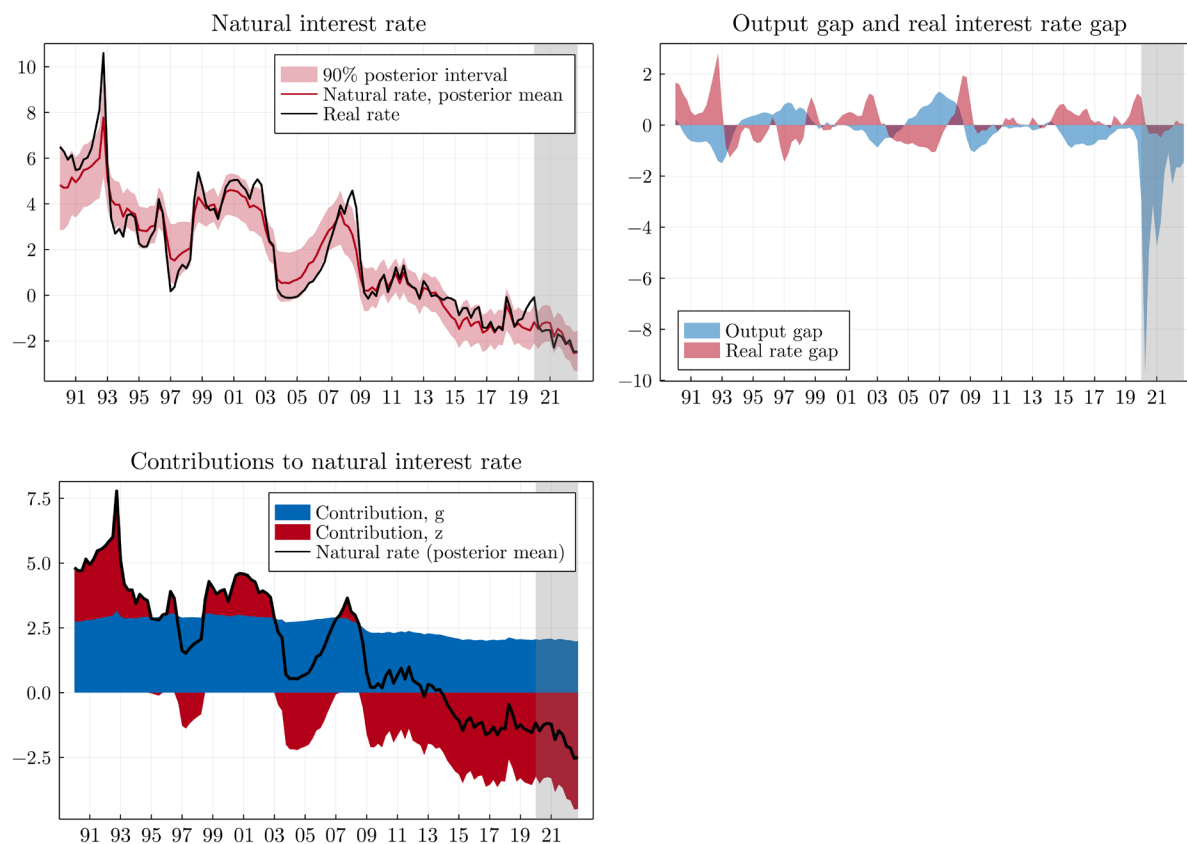 Natural interest rate
10
8
6
4
2
0
−2
90% posterior interval
Natural rate, posterior mean
Real rate
91 93 95 97 99 01 03 05 07 09 11 13 15 17 19 21
Output gap and real interest rate gap
2
0
−2
−4
−6
−8
−10
Output gap
Real rate gap
91 93 95 97 99 01 03 05 07 09 11 13 15 17 19 21
Contributions to natural interest rate
7.5
5.0
2.5
0.0
−2.5
Contribution, g
Contribution, z
Natural rate (posterior mean)
91 93 95 97 99 01 03 05 07 09 11 13 15 17 19 21